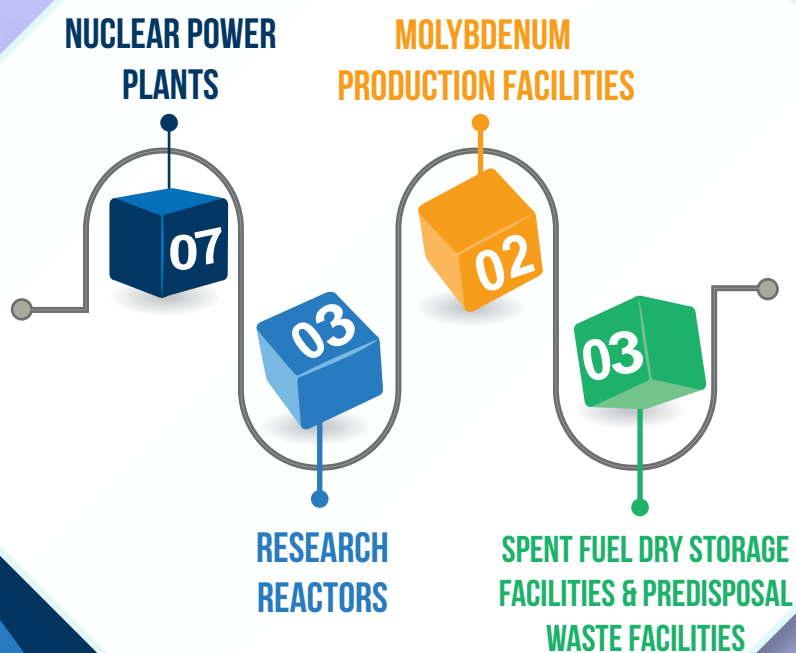 NUCLEAR POWER
PLANTS
MOLYBDENUM
PRODUCTION FACILITIES
07
02
03
03
RESEARCH
REACTORS
SPENT FUEL DRY STORAGE
FACILITIES & PREDISPOSAL
WASTE FACILITIES